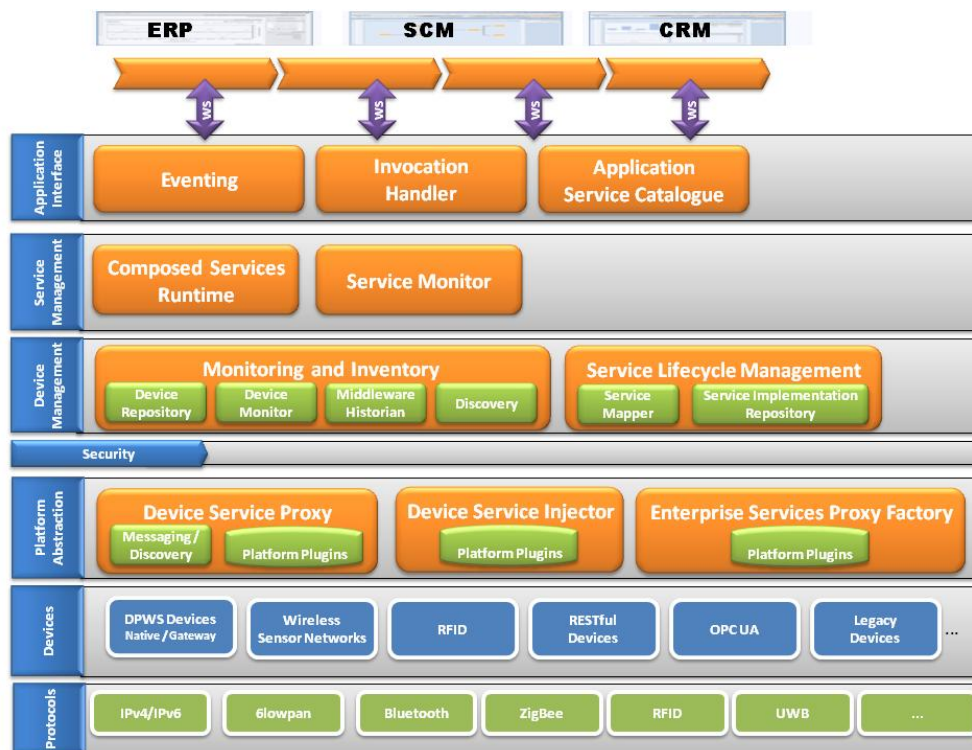 ERP SCM CRM
WS WS WS WS
Application
Interface
Eventing
Invocation
Handler
Application
Service Catalogue
Service
Management
Composed Services
Runtime
Service Monitor
Device
Management
Monitoring and Inventory
Device
Repository
Device
Monitor
Middleware
Historian
Discovery
Service Lifecycle Management
Service
Mapper
Service Implementation
Repository
Security
Platform
Abstraction
Device Service Proxy
Messaging /
Discovery
Platform Plugins
Device Service Injector
Platform Plugins
Enterprise Services Proxy Factory
Platform Plugins
Devices
DPWS Devices
Native / Gateway
Wireless
Sensor Networks
RFID
RESTful
Devices
OPC UA
Legacy
Devices
...
Protocols
IPv4/IPv6
6lowpan
Bluetooth
ZigBee
RFID
UWB
...